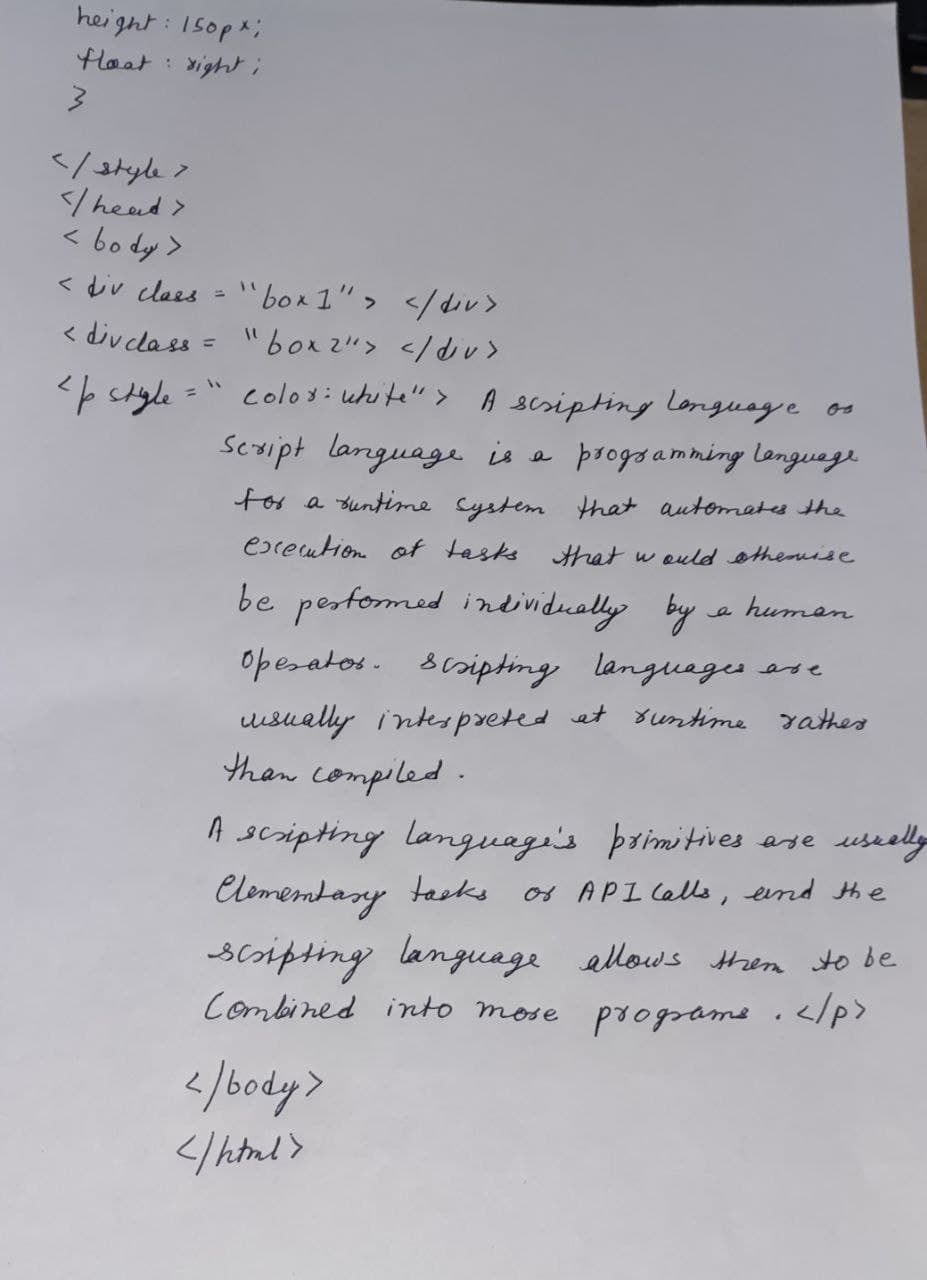 height : 150px;
float : right;
}
</style>
</head>
<body>
<div class = "box1"> </div>
<divclass = "box2"> </div>
<p style = " color: white"> A scripting language or
script language is a programming language
for a runtime system that automates the
execution of tasks that would otherwise
be performed individually by a human
operator. scripting languages are
usually interpreted at runtime rather
than compiled.
A scripting language's primitives are usually
Elementary tasks or API calls, and the
scripting language allows them to be
Combined into more programs. </p>
</body>
</html>